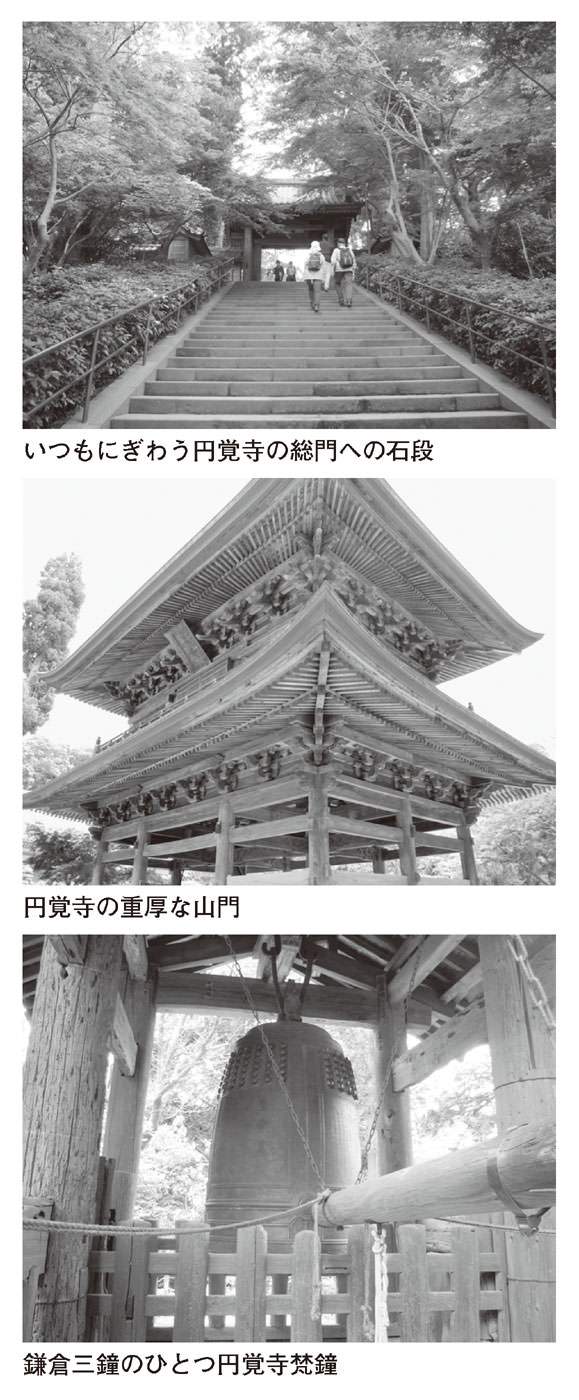 いつもにぎわう円覚寺の総門への石段
円覚寺の重厚な山門
鎌倉三鐘のひとつ円覚寺梵鐘